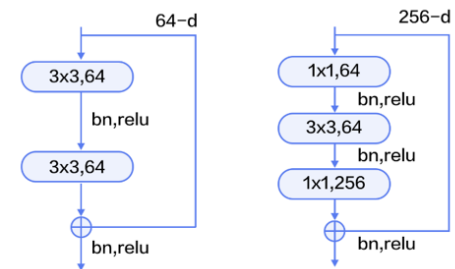 64-d
3x3,64
bn,relu
3x3,64
bn,relu
256-d
1x1,64
bn,relu
3x3,64
bn,relu
1x1,256
bn,relu